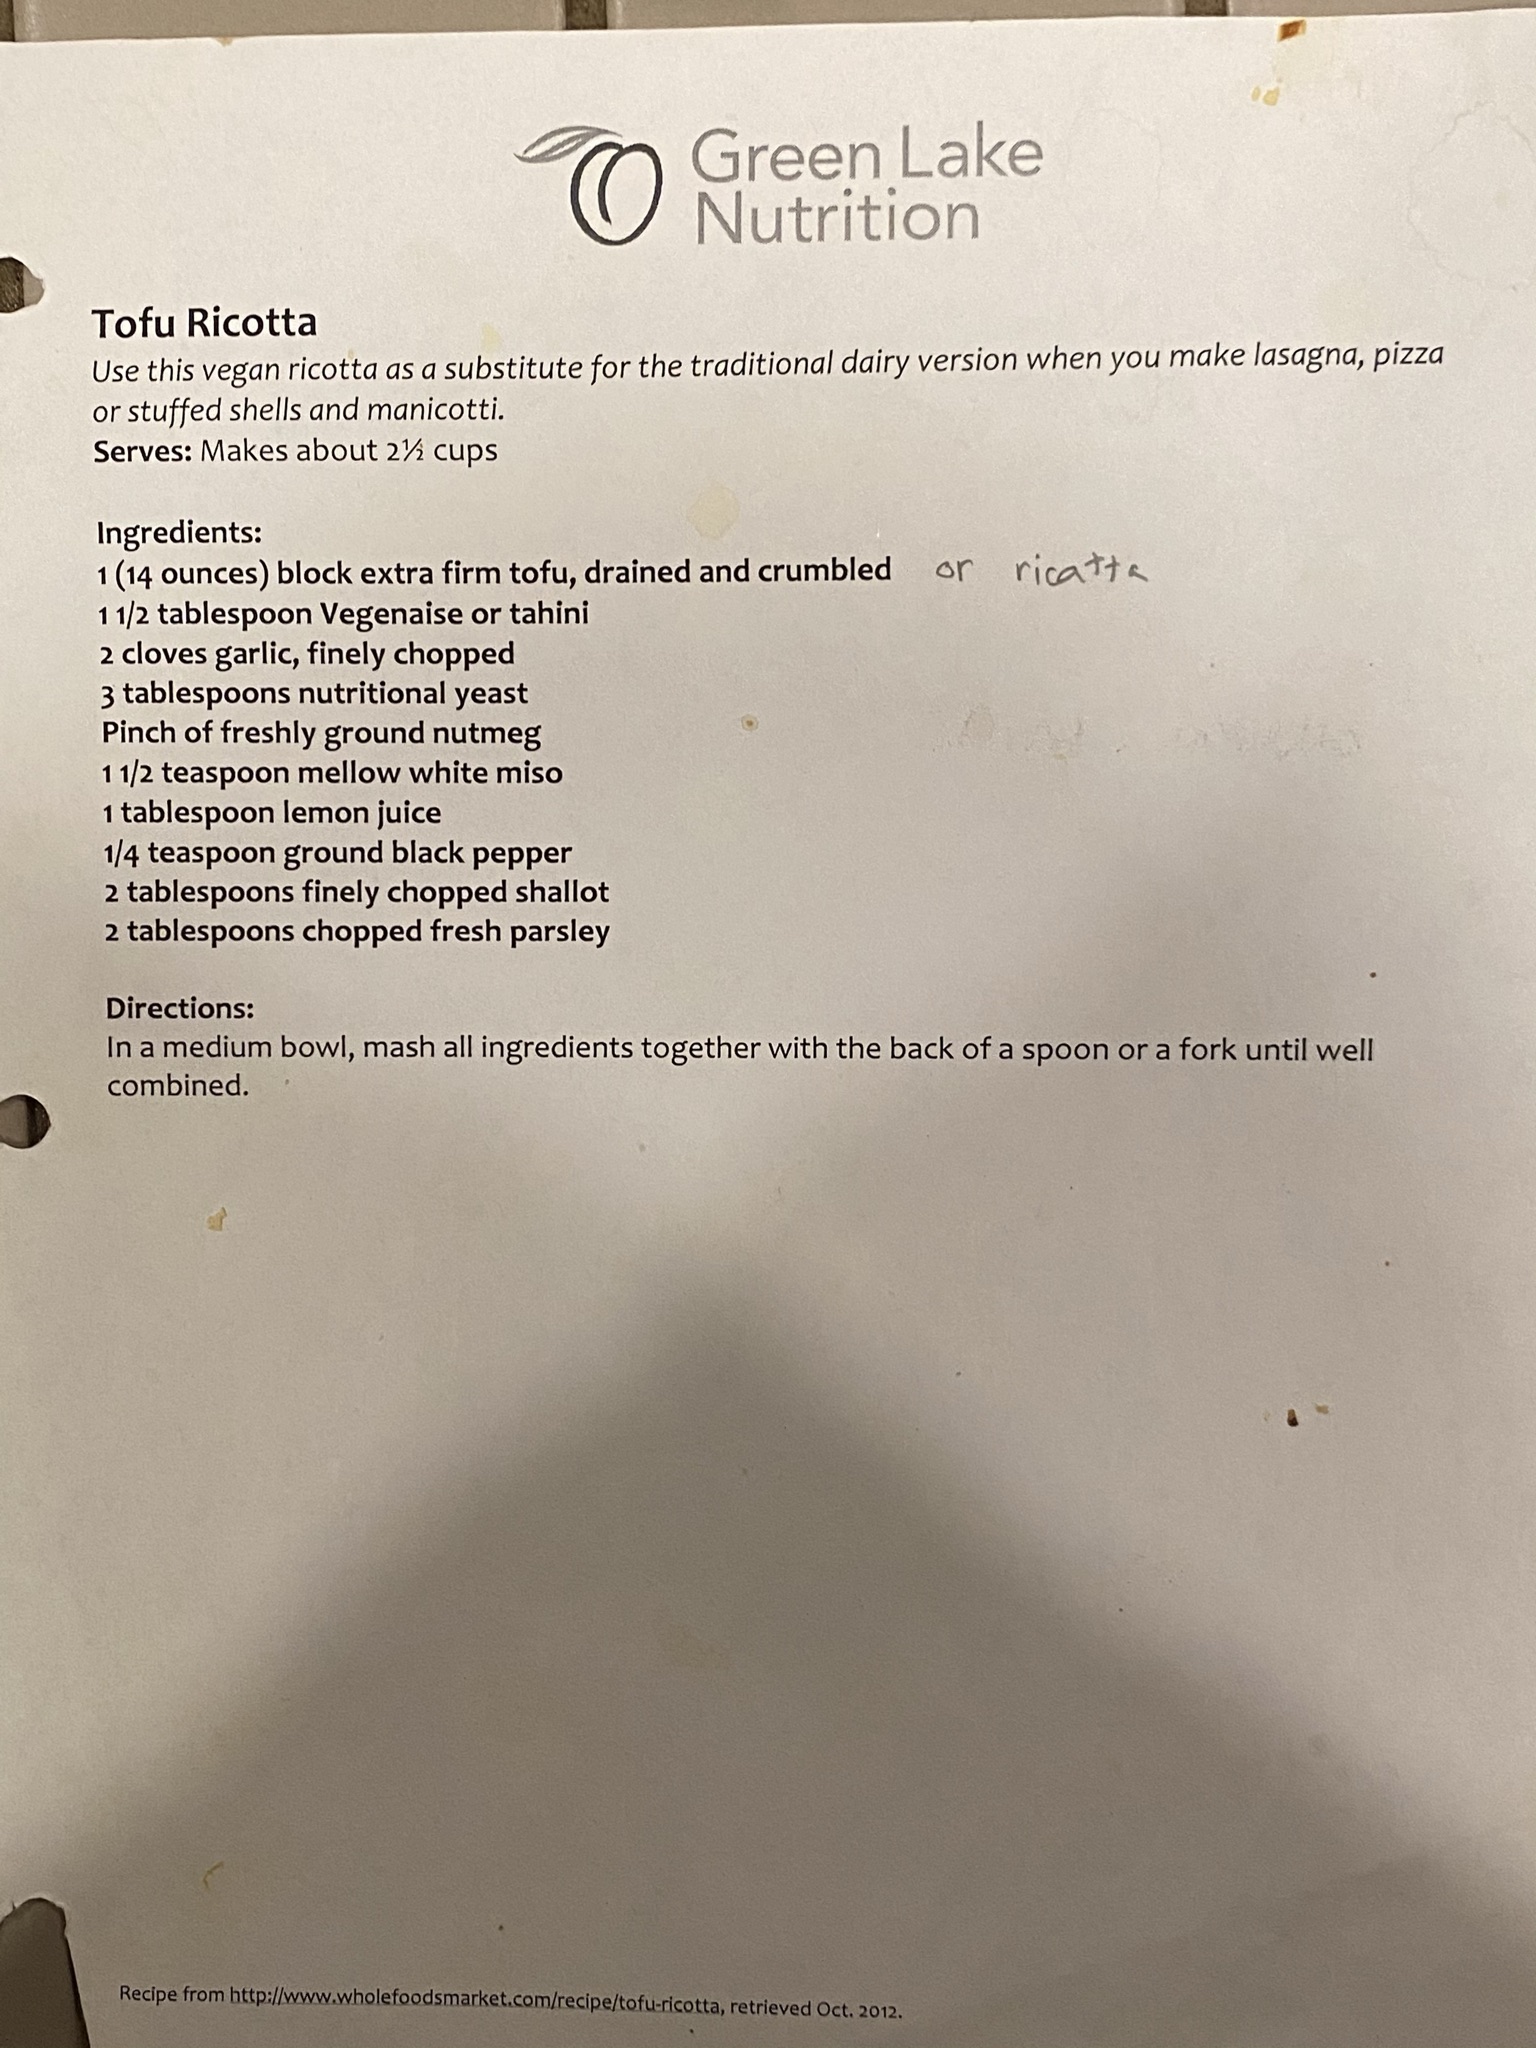 Green Lake
Nutrition
Tofu Ricotta
Use this vegan ricotta as a substitute for the traditional dairy version when you make lasagna, pizza
or stuffed shells and manicotti.
Serves: Makes about 2½ cups
Ingredients:
1 (14 ounces) block extra firm tofu, drained and crumbled or ricatta
1 1/2 tablespoon Vegenaise or tahini
2 cloves garlic, finely chopped
3 tablespoons nutritional yeast
Pinch of freshly ground nutmeg
1 1/2 teaspoon mellow white miso
1 tablespoon lemon juice
1/4 teaspoon ground black pepper
2 tablespoons finely chopped shallot
2 tablespoons chopped fresh parsley
Directions:
In a medium bowl, mash all ingredients together with the back of a spoon or a fork until well
combined.
Recipe from http://www.wholefoodsmarket.com/recipe/tofu-ricotta, retrieved Oct. 2012.